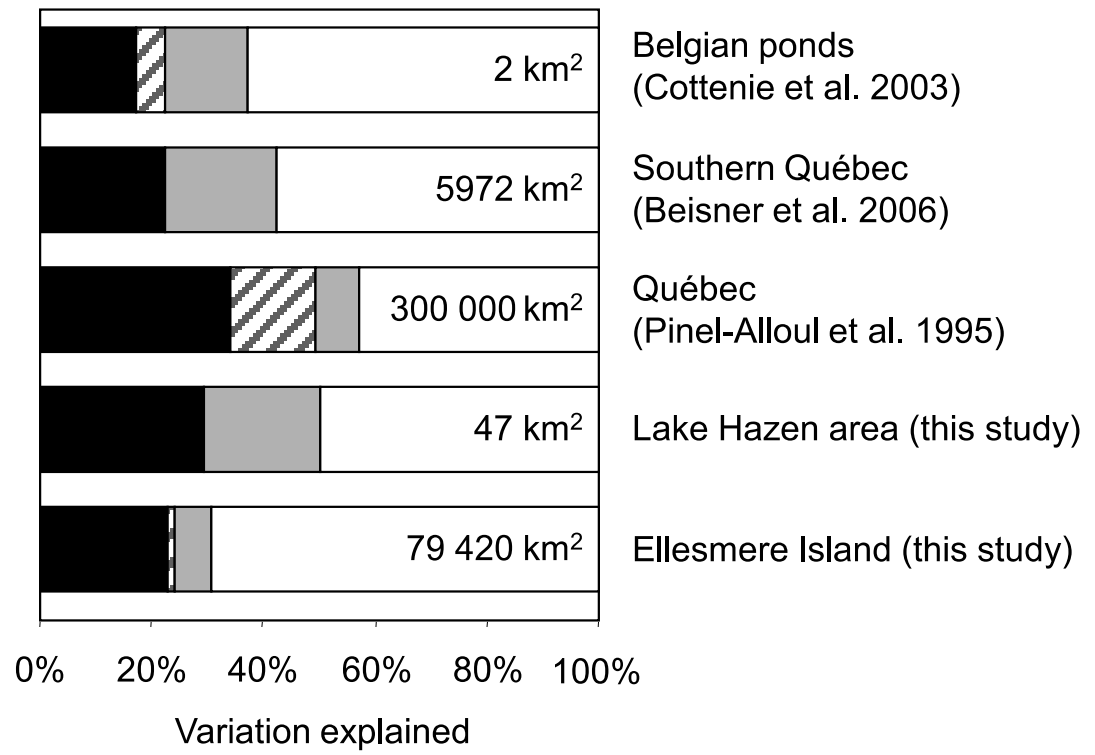 2 km²
Belgian ponds
(Cottenie et al. 2003)
5972 km²
Southern Québec
(Beisner et al. 2006)
300 000 km²
Québec
(Pinel-Alloul et al. 1995)
47 km²
Lake Hazen area (this study)
79 420 km²
Ellesmere Island (this study)
0% 20% 40% 60% 80% 100%
Variation explained